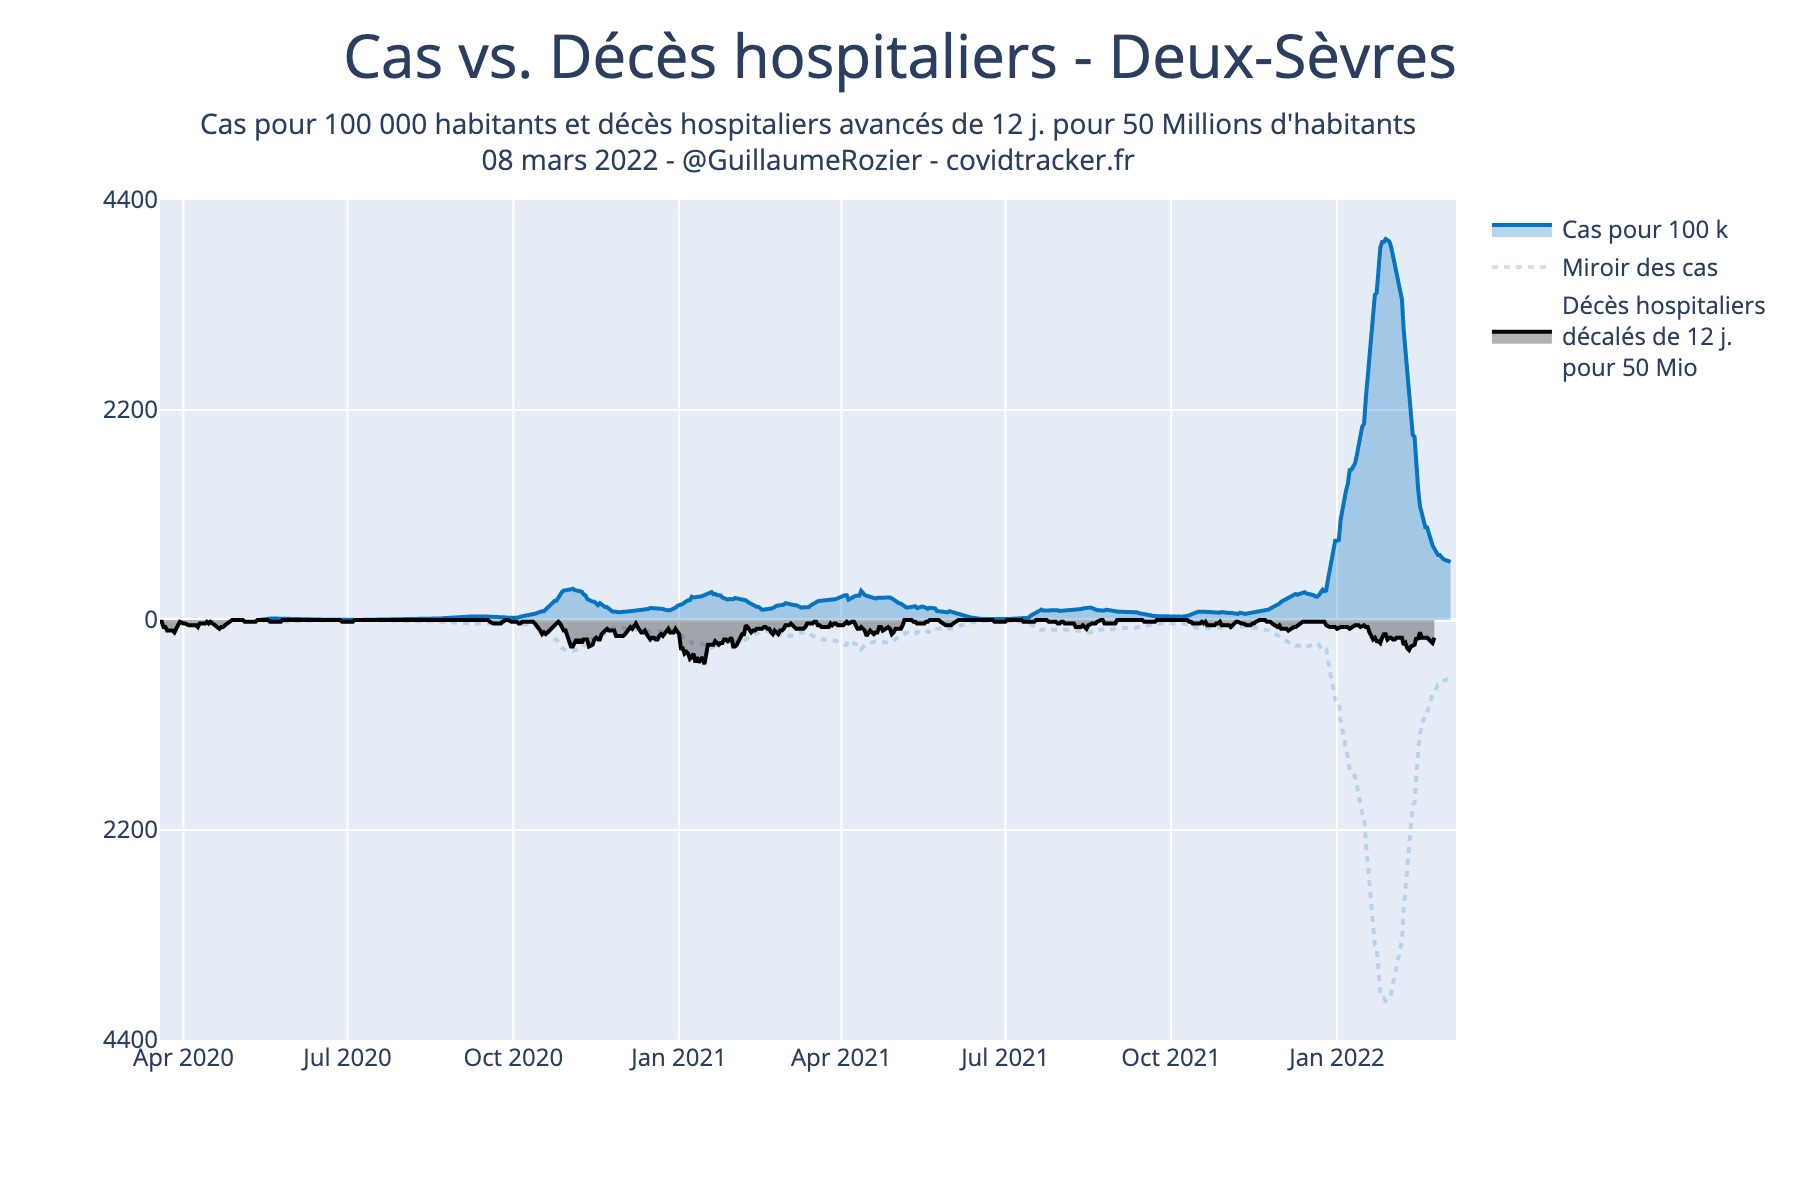 Cas vs. Décès hospitaliers - Deux-Sèvres
Cas pour 100 000 habitants et décès hospitaliers avancés de 12 j. pour 50 Millions d'habitants
08 mars 2022 - @GuillaumeRozier - covidtracker.fr
4400
2200
0
2200
4400
Apr 2020
Jul 2020
Oct 2020
Jan 2021
Apr 2021
Jul 2021
Oct 2021
Jan 2022
Cas pour 100 k
Miroir des cas
Décès hospitaliers
décalés de 12 j.
pour 50 Mio